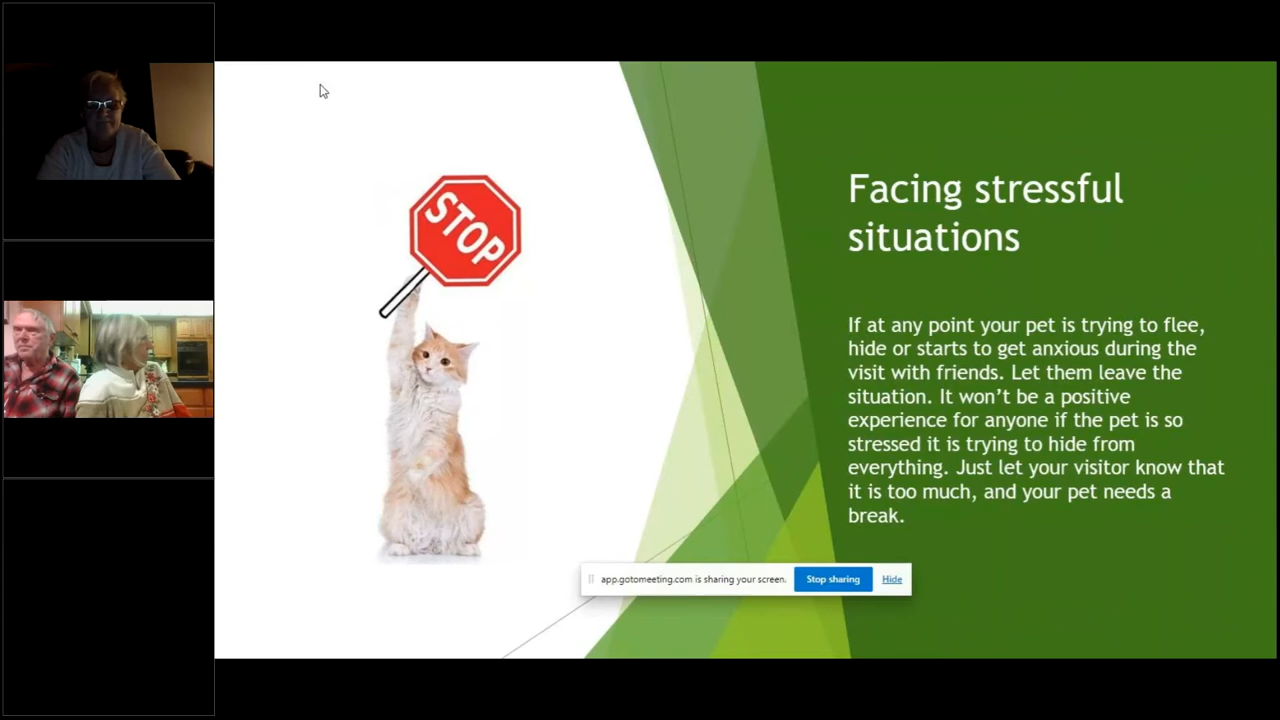 STOP
Facing stressful
situations
If at any point your pet is trying to flee,
hide or starts to get anxious during the
visit with friends. Let them leave the
situation. It won't be a positive
experience for anyone if the pet is so
stressed it is trying to hide from
everything. Just let your visitor know that
it is too much, and your pet needs a
break.
app.gotomeeting.com is sharing your screen. Stop sharing Hide